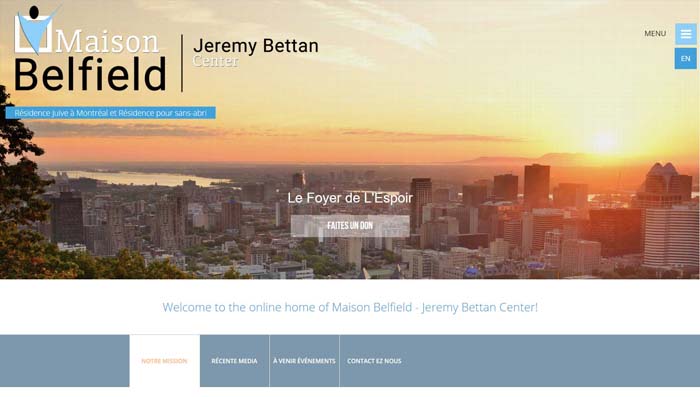 Maison
Belfield
Jeremy Bettan
Center
MENU
EN
Résidence Juive à Montréal et Résidence pour sans-abri
Le Foyer de L'Espoir
FAITES UN DON
Welcome to the online home of Maison Belfield - Jeremy Bettan Center!
NOTRE MISSION
RÉCENTE MEDIA
À VENIR ÉVÉNEMENTS
CONTACT EZ NOUS